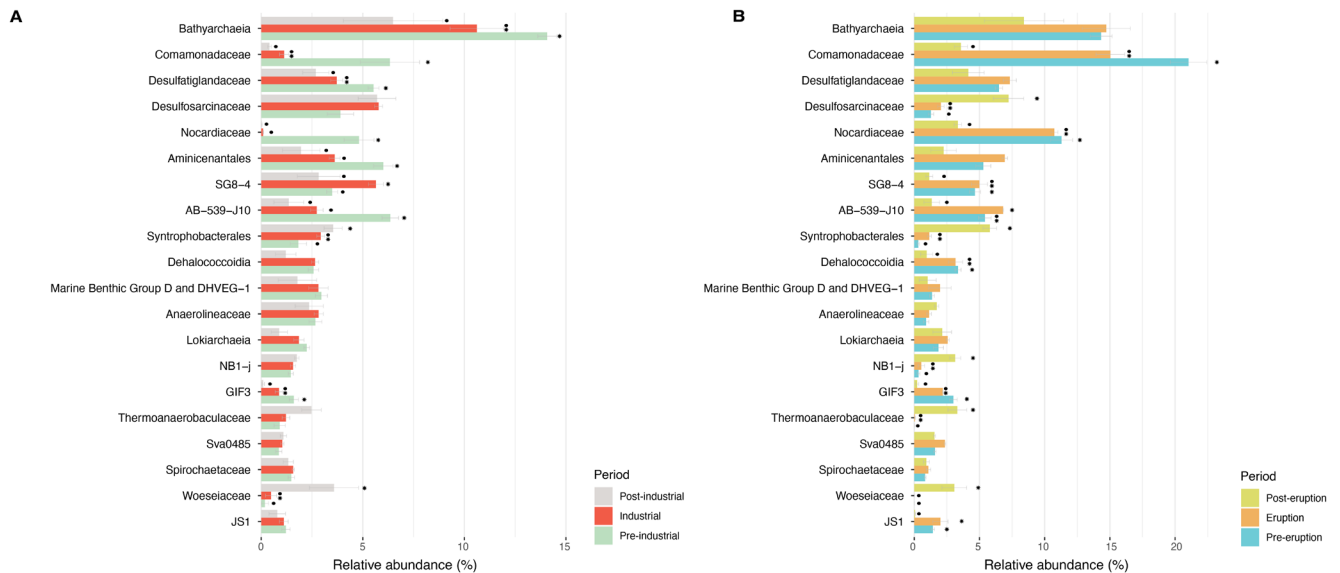 A
Bathyarchaeia
Comamonadaceae
Desulfatiglandaceae
Desulfosarcinaceae
Nocardiaceae
Aminicenantales
SG8−4
AB−539−J10
Syntrophobacterales
Dehalococcoidia
Marine Benthic Group D and DHVEG−1
Anaerolineaceae
Lokiarchaeia
NB1−j
GIF3
Thermoanaerobaculaceae
Sva0485
Spirochaetaceae
Woeseiaceae
JS1
0 5 10 15
Relative abundance (%)
Period
Post−industrial
Industrial
Pre−industrial
B
Bathyarchaeia
Comamonadaceae
Desulfatiglandaceae
Desulfosarcinaceae
Nocardiaceae
Aminicenantales
SG8−4
AB−539−J10
Syntrophobacterales
Dehalococcoidia
Marine Benthic Group D and DHVEG−1
Anaerolineaceae
Lokiarchaeia
NB1−j
GIF3
Thermoanaerobaculaceae
Sva0485
Spirochaetaceae
Woeseiaceae
JS1
0 5 10 15 20
Relative abundance (%)
Period
Post−eruption
Eruption
Pre−eruption